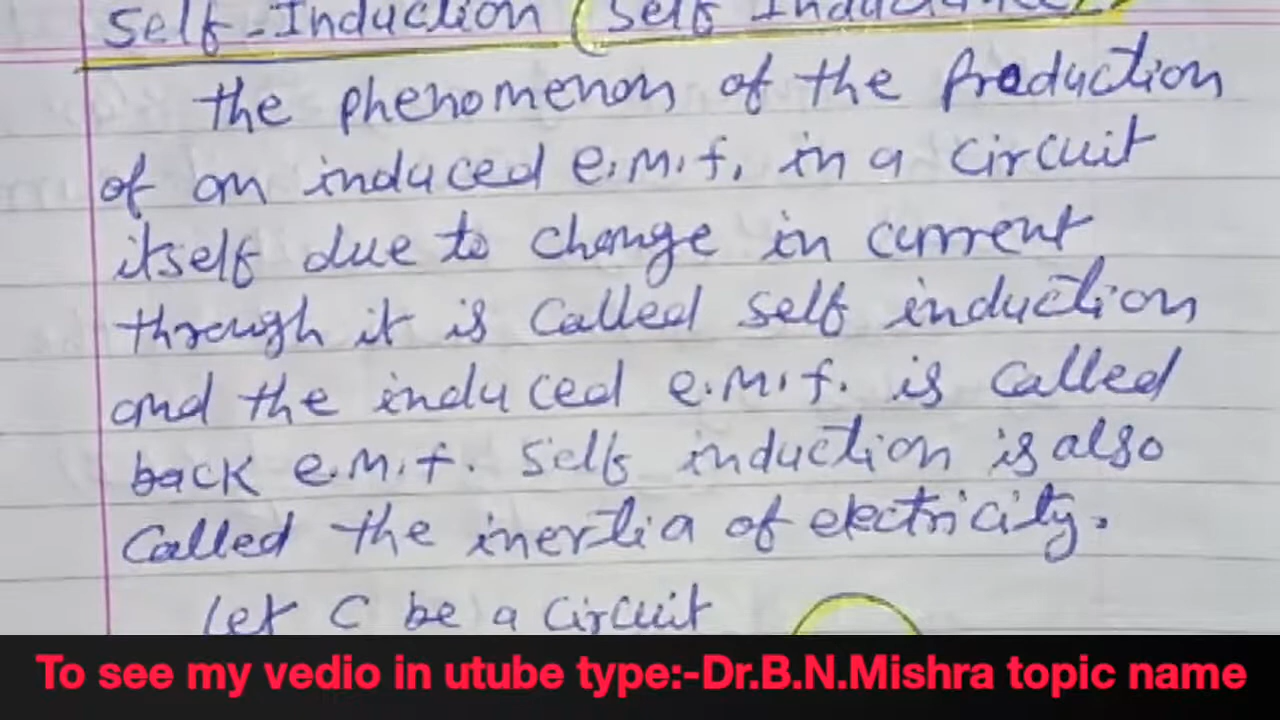 Self-Induction (Self Inductance)
the phenomenon of the Production
of an induced e.m.f. in a circuit
itself due to change in current
through it is called self induction
and the induced e.m.f. is called
back e.m.f. Self induction is also
called the inertia of electricity.
Let C be a circuit
To see my vedio in utube type:-Dr.B.N.Mishra topic name